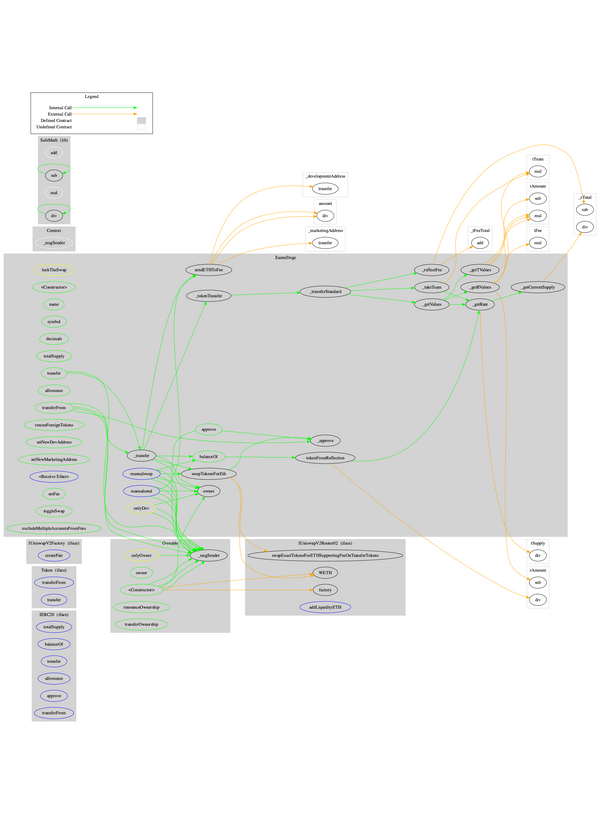 Legend
Internal Call
External Call
Defined Contract
Undefined Contract
SafeMath (lib)
add
sub
mul
div
Context
_msgSender
_developmentAddress
transfer
amount
div
_marketingAddress
transfer
_tFeeTotal
add
tTeam
mul
tAmount
sub
mul
tFee
mul
_rTotal
sub
div
EasterDoge
lockTheSwap
<Constructor>
name
symbol
decimals
totalSupply
transfer
allowance
transferFrom
rescueForeignTokens
setNewDevAddress
setNewMarketingAddress
<Receive Ether>
setFee
toggleSwap
excludeMultipleAccountsFromFees
sendETHToFee
_tokenTransfer
_transferStandard
_reflectFee
_takeTeam
_getValues
_getTValues
_getRValues
_getRate
_getCurrentSupply
approve
_approve
_transfer
balanceOf
tokenFromReflection
manualswap
swapTokensForEth
manualsend
owner
onlyDev
_msgSender
IUniswapV2Factory (iface)
createPair
Token (iface)
transferFrom
transfer
IERC20 (iface)
totalSupply
balanceOf
transfer
allowance
approve
transferFrom
Ownable
onlyOwner
owner
<Constructor>
renounceOwnership
transferOwnership
IUniswapV2Router02 (iface)
swapExactTokensForETHSupportingFeeOnTransferTokens
WETH
factory
addLiquidityETH
tSupply
div
rAmount
sub
div